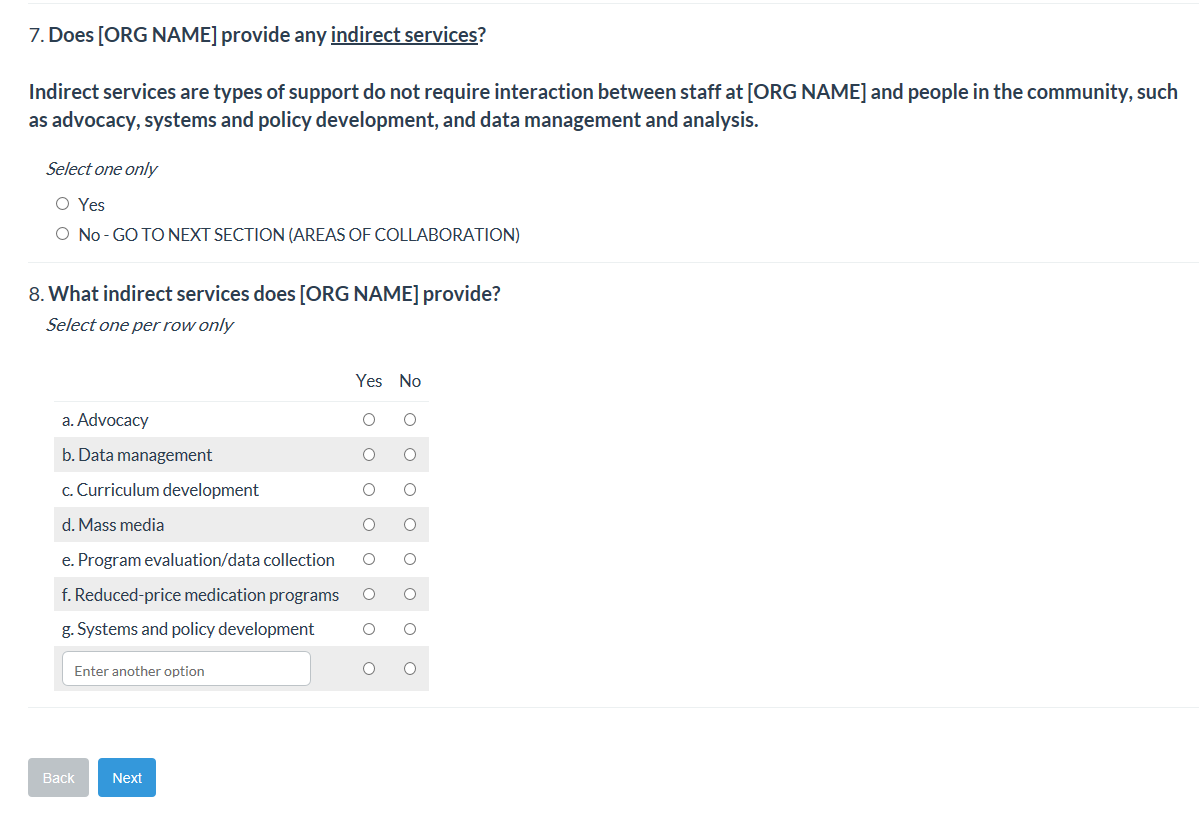 7. Does [ORG NAME] provide any indirect services?
Indirect services are types of support do not require interaction between staff at [ORG NAME] and people in the community, such
as advocacy, systems and policy development, and data management and analysis.
Select one only
Yes
No - GO TO NEXT SECTION (AREAS OF COLLABORATION)
8. What indirect services does [ORG NAME] provide?
Select one per row only
Yes No
a. Advocacy
b. Data management
c. Curriculum development
d. Mass media
e. Program evaluation/data collection
f. Reduced-price medication programs
g. Systems and policy development
Enter another option
Back Next